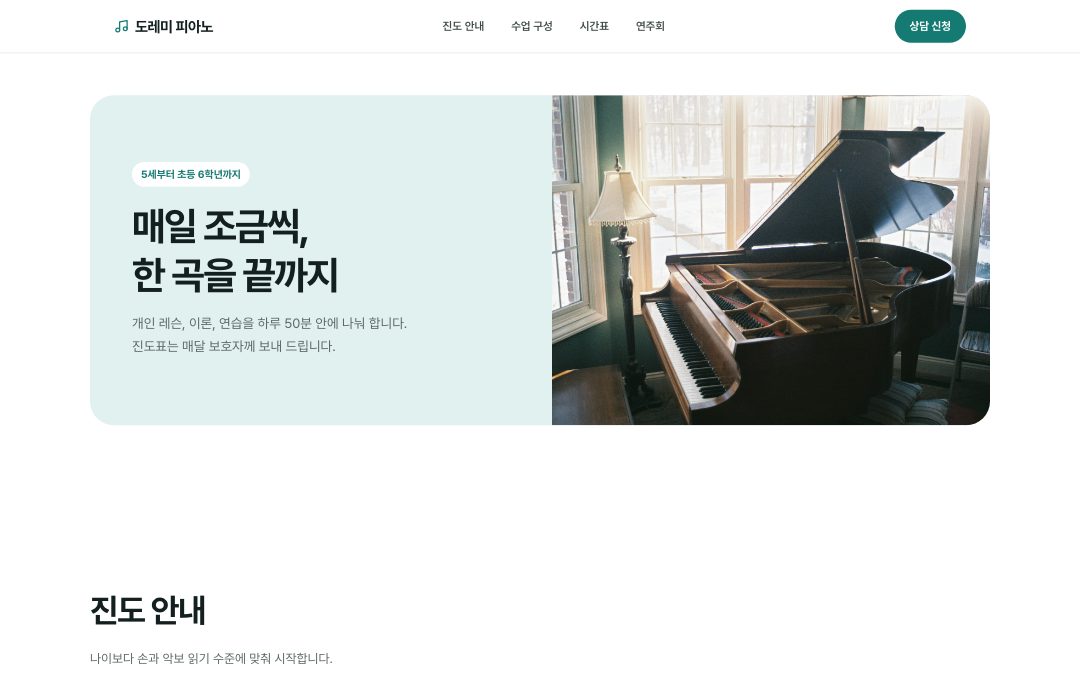 도레미 피아노
진도 안내
수업 구성
시간표
연주회
상담 신청
5세부터 초등 6학년까지
매일 조금씩,
한 곡을 끝까지
개인 레슨, 이론, 연습을 하루 50분 안에 나눠 합니다.
진도표는 매달 보호자께 보내 드립니다.
진도 안내
나이보다 손과 악보 읽기 수준에 맞춰 시작합니다.